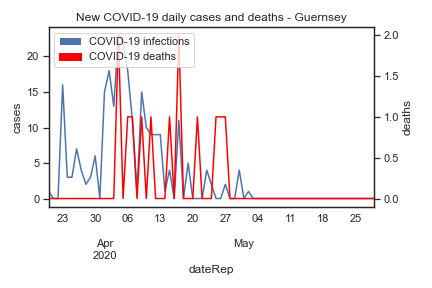 New COVID-19 daily cases and deaths - Guernsey
COVID-19 infections
COVID-19 deaths
cases
20
15
10
5
0
deaths
2.0
1.5
1.0
0.5
0.0
23 30 06 13 20 27 04 11 18 25
Apr May
2020
dateRep